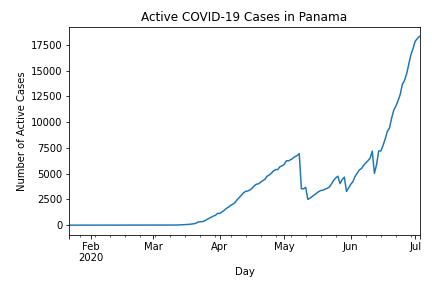 Active COVID-19 Cases in Panama
Number of Active Cases
17500
15000
12500
10000
7500
5000
2500
0
Feb Mar Apr May Jun Jul
2020
Day